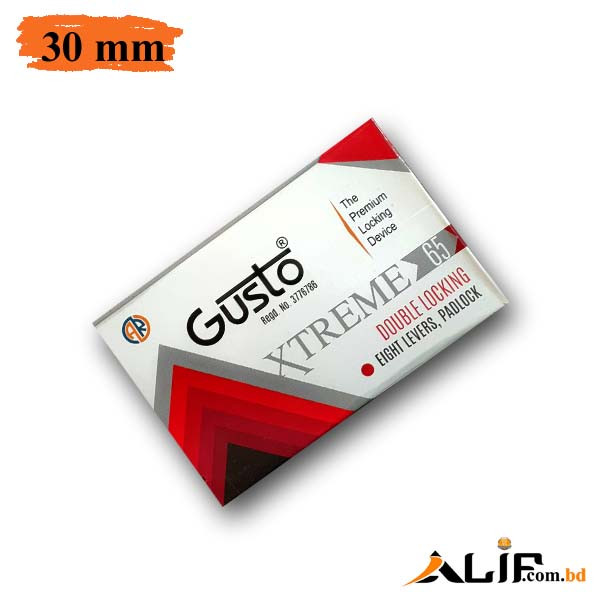 30 mm
The
Premium
Locking
Device
Gusto®
Regd. No. 3776786
XTREME 65
DOUBLE LOCKING
EIGHT LEVERS, PADLOCK
AR
ALIF.com.bd